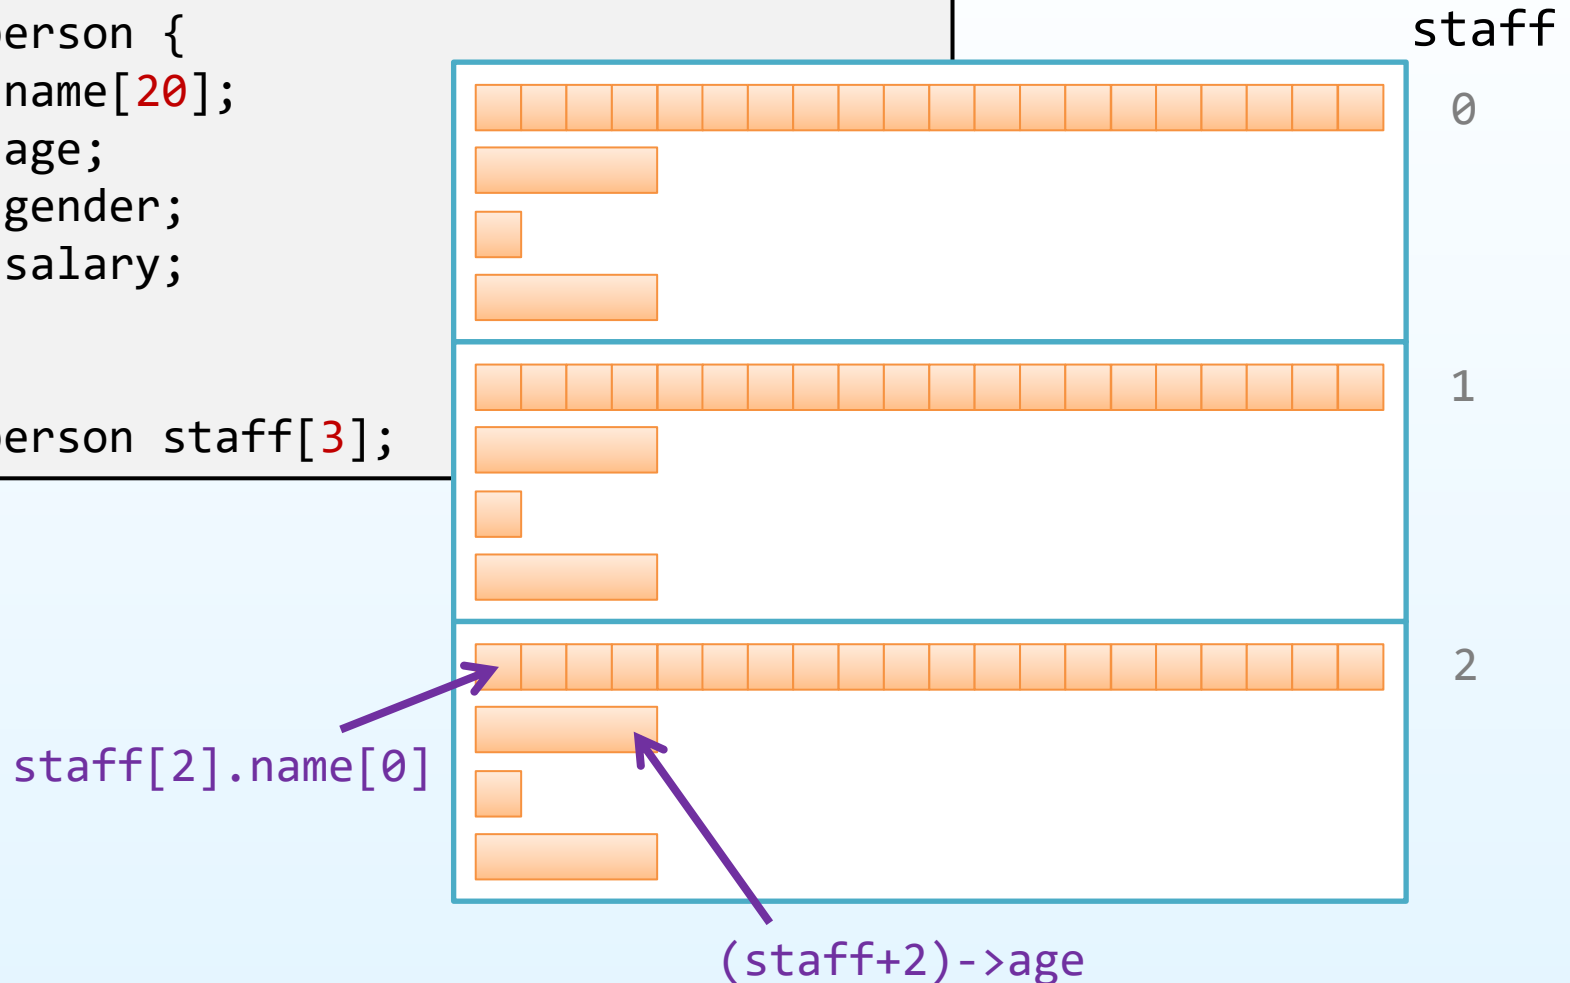 erson {
name[20];
age;
gender;
salary;
erson staff[3];
staff
0
1
2
staff[2].name[0]
(staff+2)->age